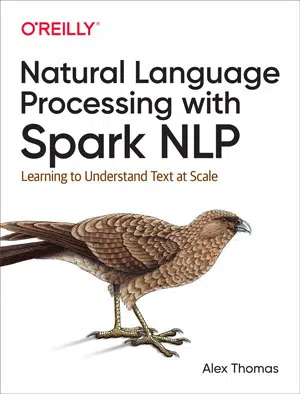 O'REILLY®
Natural Language
Processing with
Spark NLP
Learning to Understand Text at Scale
Alex Thomas